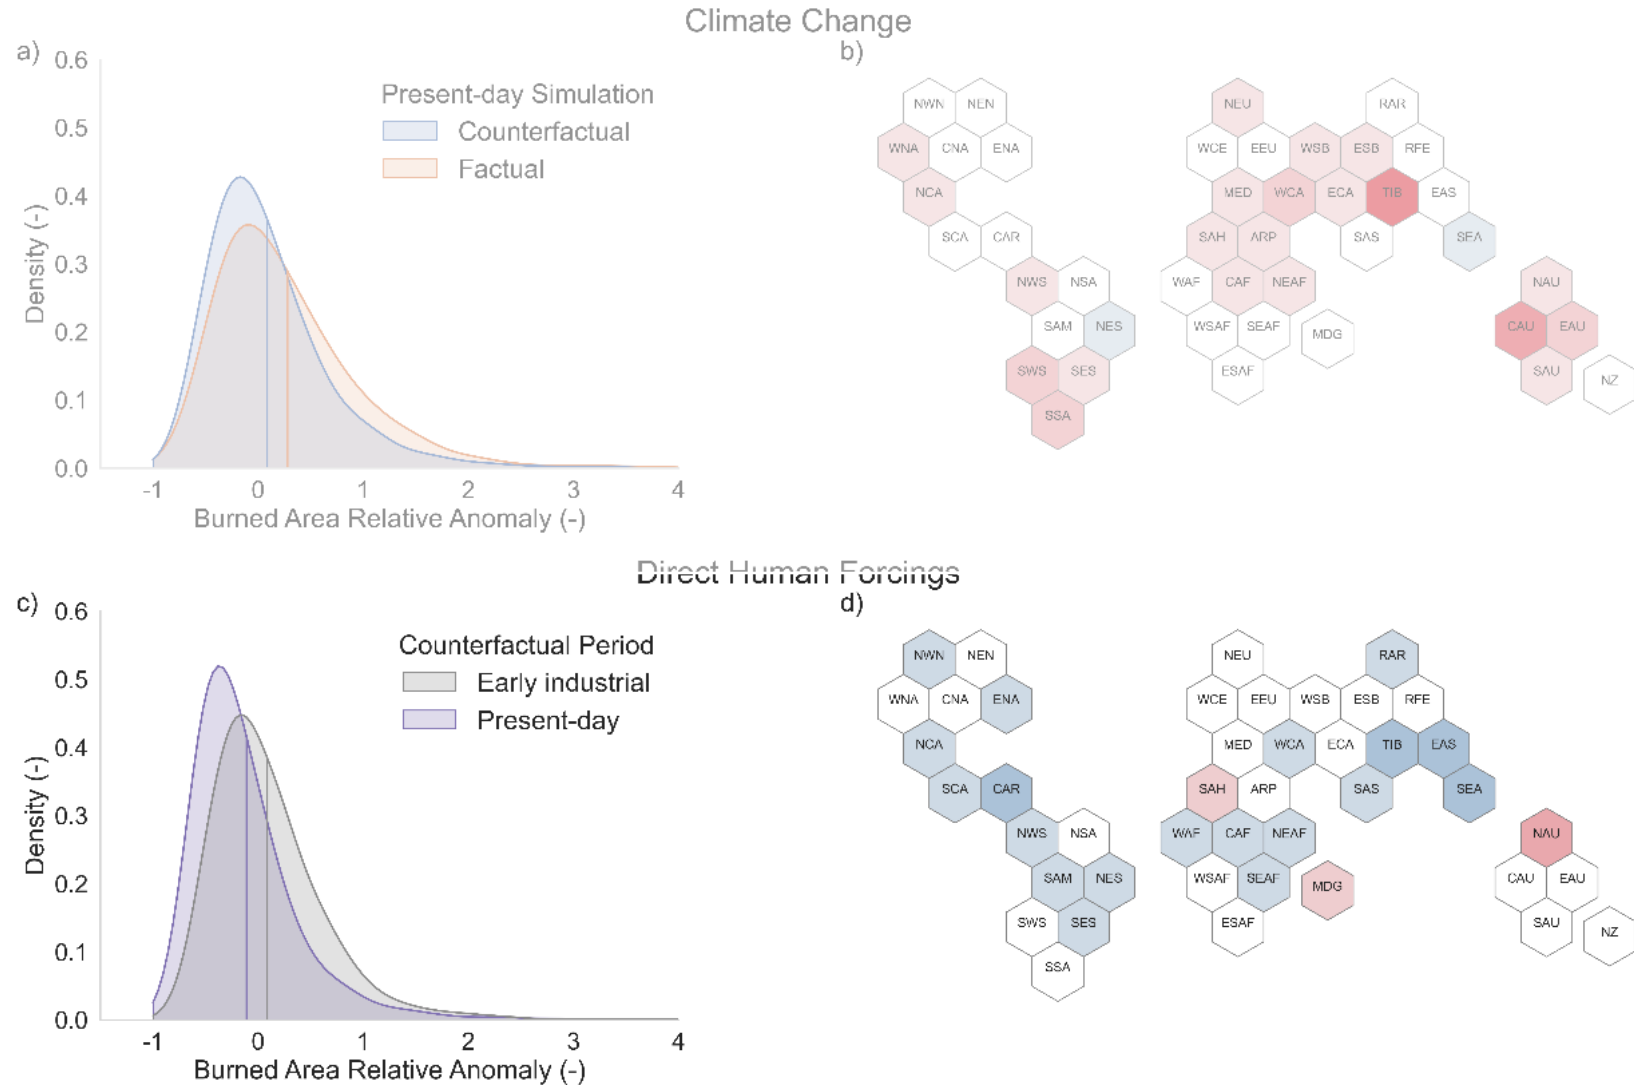 Climate Change
a)
0.6
0.5
0.4
0.3
0.2
0.1
0.0
Density (-)
Present-day Simulation
Counterfactual
Factual
-1 0 1 2 3 4
Burned Area Relative Anomaly (-)
b)
NWN NEN
WNA CNA ENA
NCA
SCA CAR
NWS NSA
SAM NES
SWS SES
SSA
NEU RAR
WCE EEU WSB ESB RFE
MED WCA ECA TIB EAS
SAH ARP SAS SEA
WAF CAF NEAF
WSAF SEAF MDG
ESAF
NAU
CAU EAU
SAU NZ
Direct Human Forcings
c)
0.6
0.5
0.4
0.3
0.2
0.1
0.0
Density (-)
Counterfactual Period
Early industrial
Present-day
-1 0 1 2 3 4
Burned Area Relative Anomaly (-)
d)
NWN NEN
WNA CNA ENA
NCA
SCA CAR
NWS NSA
SAM NES
SWS SES
SSA
NEU RAR
WCE EEU WSB ESB RFE
MED WCA ECA TIB EAS
SAH ARP SAS SEA
WAF CAF NEAF
WSAF SEAF MDG
ESAF
NAU
CAU EAU
SAU NZ